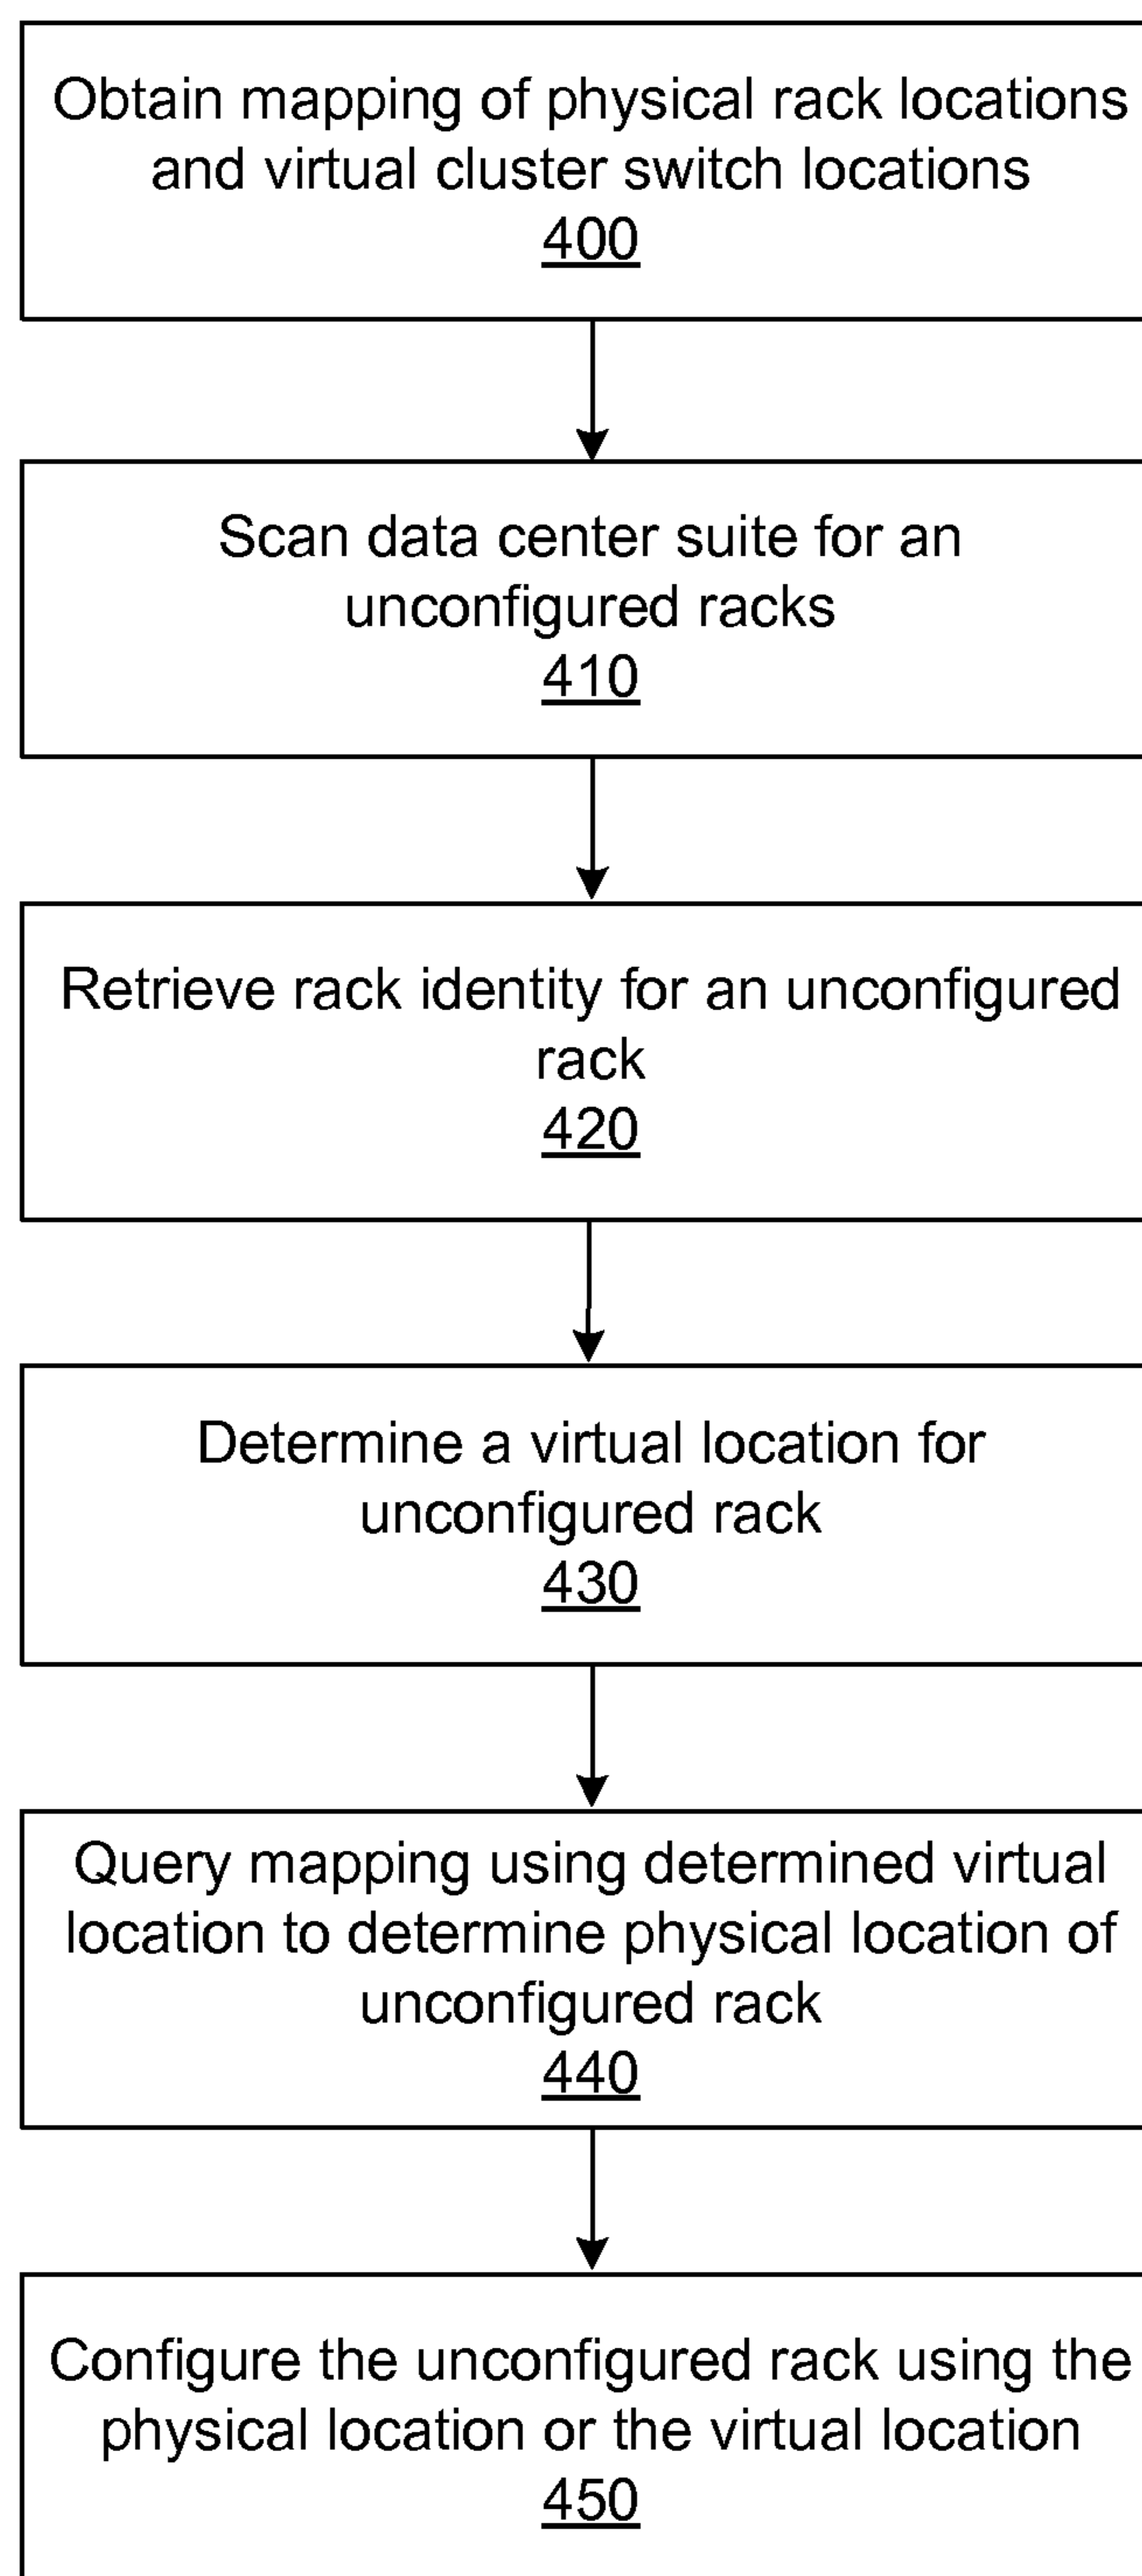 Obtain mapping of physical rack locations
and virtual cluster switch locations
400
Scan data center suite for an
unconfigured racks
410
Retrieve rack identity for an unconfigured
rack
420
Determine a virtual location for
unconfigured rack
430
Query mapping using determined virtual
location to determine physical location of
unconfigured rack
440
Configure the unconfigured rack using the
physical location or the virtual location
450